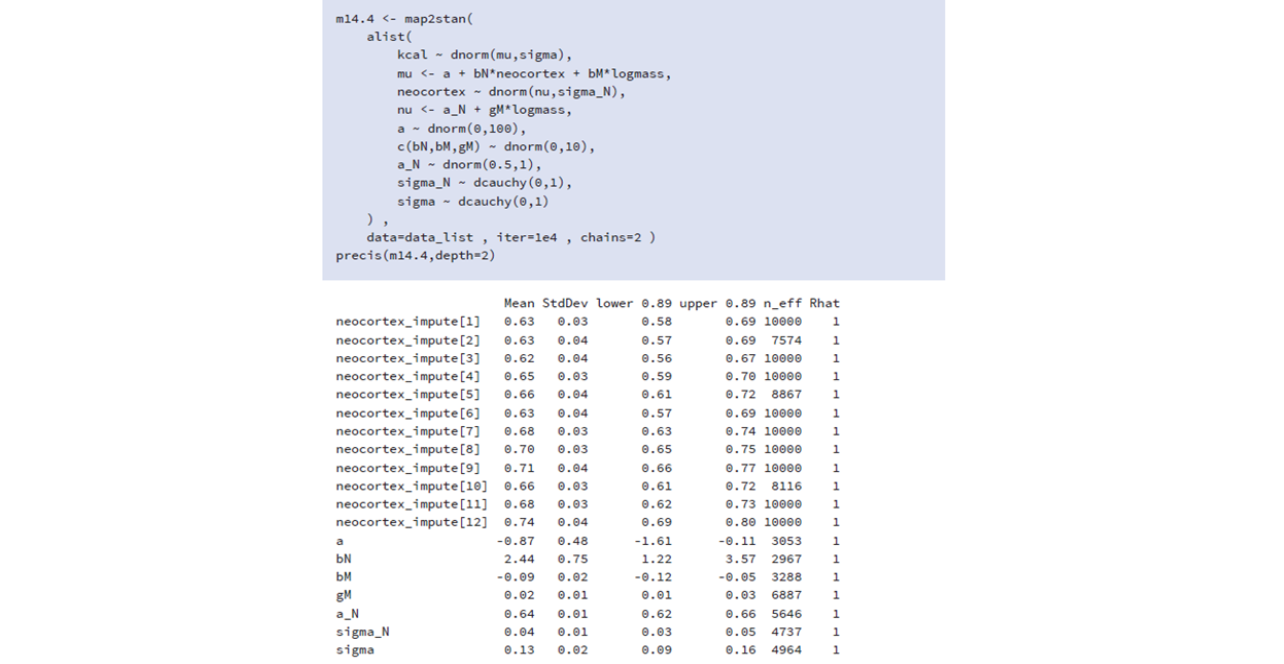 m14.4 <- map2stan(
    alist(
        kcal ~ dnorm(mu,sigma),
        mu <- a + bN*neocortex + bM*logmass,
        neocortex ~ dnorm(nu,sigma_N),
        nu <- a_N + gM*logmass,
        a ~ dnorm(0,100),
        c(bN,bM,gM) ~ dnorm(0,10),
        a_N ~ dnorm(0.5,1),
        sigma_N ~ dcauchy(0,1),
        sigma ~ dcauchy(0,1)
    ) ,
    data=data_list , iter=1e4 , chains=2 )
precis(m14.4,depth=2)
Mean StdDev lower 0.89 upper 0.89 n_eff Rhat
neocortex_impute[1] 0.63 0.03 0.58 0.69 10000 1
neocortex_impute[2] 0.63 0.04 0.57 0.69 7574 1
neocortex_impute[3] 0.62 0.04 0.56 0.67 10000 1
neocortex_impute[4] 0.65 0.03 0.59 0.70 10000 1
neocortex_impute[5] 0.66 0.04 0.61 0.72 8867 1
neocortex_impute[6] 0.63 0.04 0.57 0.69 10000 1
neocortex_impute[7] 0.68 0.03 0.63 0.74 10000 1
neocortex_impute[8] 0.70 0.03 0.65 0.75 10000 1
neocortex_impute[9] 0.71 0.04 0.66 0.77 10000 1
neocortex_impute[10] 0.66 0.03 0.61 0.72 8116 1
neocortex_impute[11] 0.68 0.03 0.62 0.73 10000 1
neocortex_impute[12] 0.74 0.04 0.69 0.80 10000 1
a -0.87 0.48 -1.61 -0.11 3053 1
bN 2.44 0.75 1.22 3.57 2967 1
bM -0.09 0.02 -0.12 -0.05 3288 1
gM 0.02 0.01 0.01 0.03 6887 1
a_N 0.64 0.01 0.62 0.66 5646 1
sigma_N 0.04 0.01 0.03 0.05 4737 1
sigma 0.13 0.02 0.09 0.16 4964 1